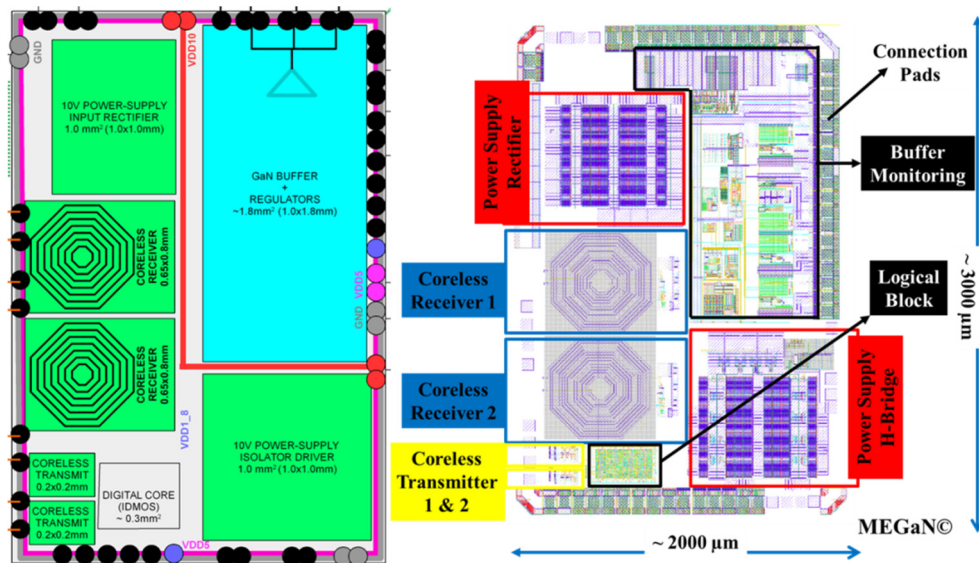 GND
VDD10
10V POWER-SUPPLY
INPUT RECTIFIER
1.0 mm² (1.0x1.0mm)
GaN BUFFER
+
REGULATORS
~1.8mm² (1.0x1.8mm)
CORELESS
RECEIVER
0.65x0.8mm
VDD5
GND
CORELESS
RECEIVER
0.65x0.8mm
VDD1_8
10V POWER-SUPPLY
ISOLATOR DRIVER
1.0 mm² (1.0x1.0mm)
CORELESS
TRANSMIT
0.2x0.2mm
CORELESS
TRANSMIT
0.2x0.2mm
DIGITAL CORE
(IDMOS)
~ 0.3mm²
VDD5
Power Supply
Rectifier
Connection
Pads
Buffer
Monitoring
Coreless
Receiver 1
Logical
Block
~ 3000 µm
Coreless
Receiver 2
Power Supply
H-Bridge
Coreless
Transmitter
1 & 2
MEGaN©
~ 2000 µm